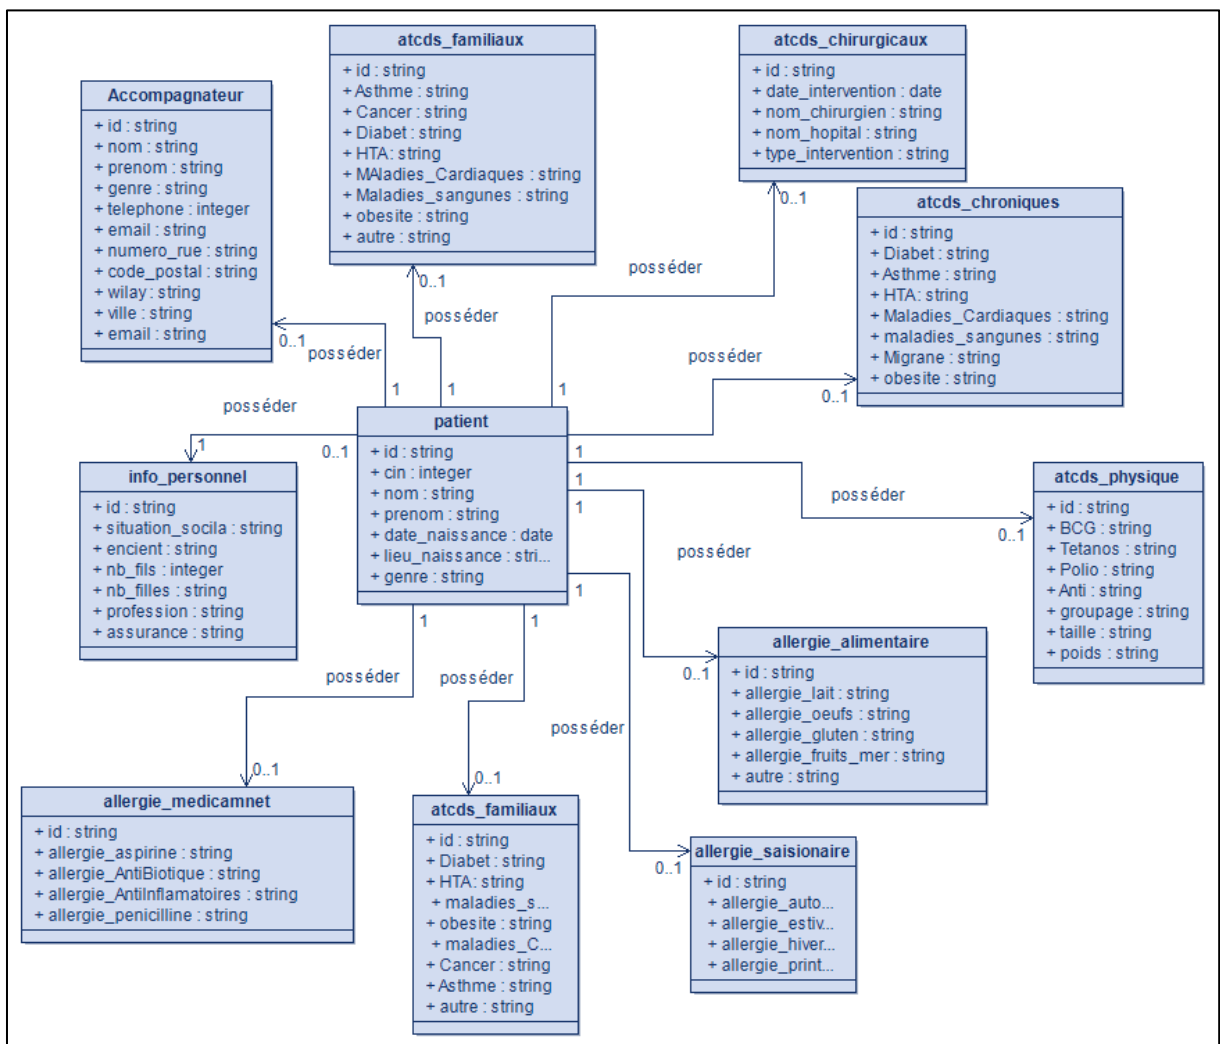 atcds_familiaux
+ id : string
+ Asthme : string
+ Cancer : string
+ Diabet : string
+ HTA: string
+ MAladies_Cardiaques : string
+ Maladies_sangunes : string
+ obesite : string
+ autre : string
atcds_chirurgicaux
+ id : string
+ date_intervention : date
+ nom_chirurgien : string
+ nom_hopital : string
+ type_intervention : string
Accompagnateur
+ id : string
+ nom : string
+ prenom : string
+ genre : string
+ telephone : integer
+ email : string
+ numero_rue : string
+ code_postal : string
+ wilay : string
+ ville : string
+ email : string
atcds_chroniques
+ id : string
+ Diabet : string
+ Asthme : string
+ HTA: string
+ Maladies_Cardiaques : string
+ maladies_sangunes : string
+ Migrane : string
+ obesite : string
0..1
posséder
0..1
posséder
0..1
posséder
posséder
0..1
1
1
1
posséder
1
0..1
patient
+ id : string
+ cin : integer
+ nom : string
+ prenom : string
+ date_naissance : date
+ lieu_naissance : stri...
+ genre : string
1
1
1
1
1
1
info_personnel
+ id : string
+ situation_socila : string
+ encient : string
+ nb_fils : integer
+ nb_filles : string
+ profession : string
+ assurance : string
posséder
0..1
atcds_physique
+ id : string
+ BCG : string
+ Tetanos : string
+ Polio : string
+ Anti : string
+ groupage : string
+ taille : string
+ poids : string
posséder
0..1
allergie_alimentaire
+ id : string
+ allergie_lait : string
+ allergie_oeufs : string
+ allergie_gluten : string
+ allergie_fruits_mer : string
+ autre : string
posséder
0..1
posséder
0..1
posséder
0..1
allergie_medicamnet
+ id : string
+ allergie_aspirine : string
+ allergie_AntiBiotique : string
+ allergie_AntiInflamatoires : string
+ allergie_penicilline : string
atcds_familiaux
+ id : string
+ Diabet : string
+ HTA: string
+ maladies_s...
+ obesite : string
+ maladies_C...
+ Cancer : string
+ Asthme : string
+ autre : string
allergie_saisionaire
+ id : string
+ allergie_auto...
+ allergie_estiv...
+ allergie_hiver...
+ allergie_print...